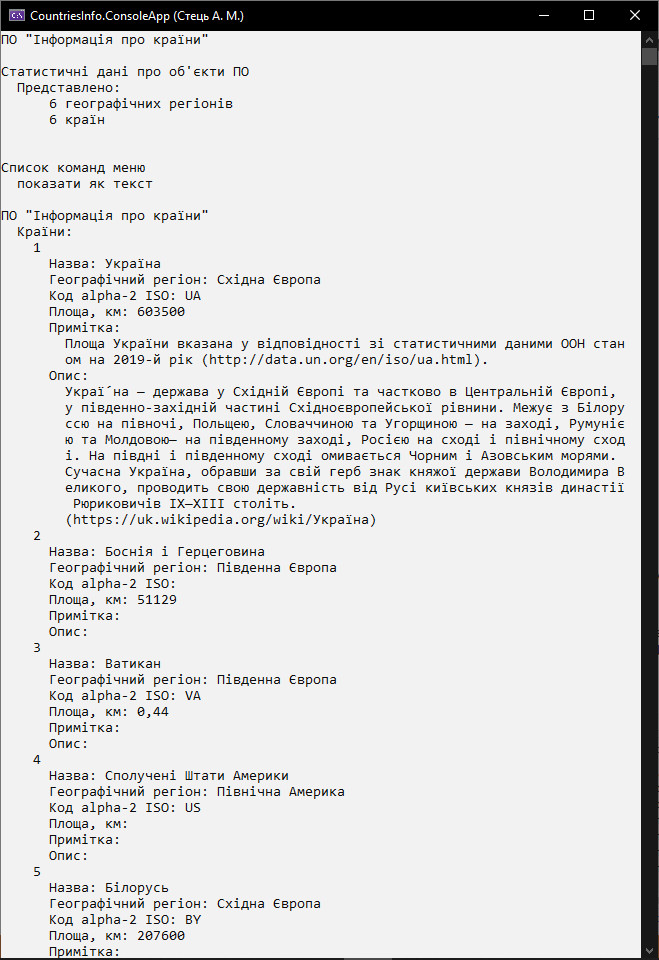 CountriesInfo.ConsoleApp (Стець А. М.)
ПО "Інформація про країни"
Статистичні дані про об'єкти ПО
Представлено:
6 географічних регіонів
6 країн
Список команд меню
показати як текст
ПО "Інформація про країни"
Країни:
1
Назва: Україна
Географічний регіон: Східна Європа
Код alpha-2 ISO: UA
Площа, км: 603500
Примітка:
Площа України вказана у відповідності зі статистичними даними ООН стан
ом на 2019-й рік (http://data.un.org/en/iso/ua.html).
Опис:
Украї́на — держава у Східній Європі та частково в Центральній Європі,
у південно-західній частині Східноєвропейської рівнини. Межує з Білору
ссю на півночі, Польщею, Словаччиною та Угорщиною — на заході, Румуніє
ю та Молдовою— на південному заході, Росією на сході і північному сход
і. На півдні і південному сході омивається Чорним і Азовським морями.
Сучасна Україна, обравши за свій герб знак княжої держави Володимира В
еликого, проводить свою державність від Русі київських князів династії
Рюриковичів IX—XIII століть.
(https://uk.wikipedia.org/wiki/Україна)
2
Назва: Боснія і Герцеговина
Географічний регіон: Південна Європа
Код alpha-2 ISO:
Площа, км: 51129
Примітка:
Опис:
3
Назва: Ватикан
Географічний регіон: Південна Європа
Код alpha-2 ISO: VA
Площа, км: 0,44
Примітка:
Опис:
4
Назва: Сполучені Штати Америки
Географічний регіон: Північна Америка
Код alpha-2 ISO: US
Площа, км:
Примітка:
Опис:
5
Назва: Білорусь
Географічний регіон: Східна Європа
Код alpha-2 ISO: BY
Площа, км: 207600
Примітка: